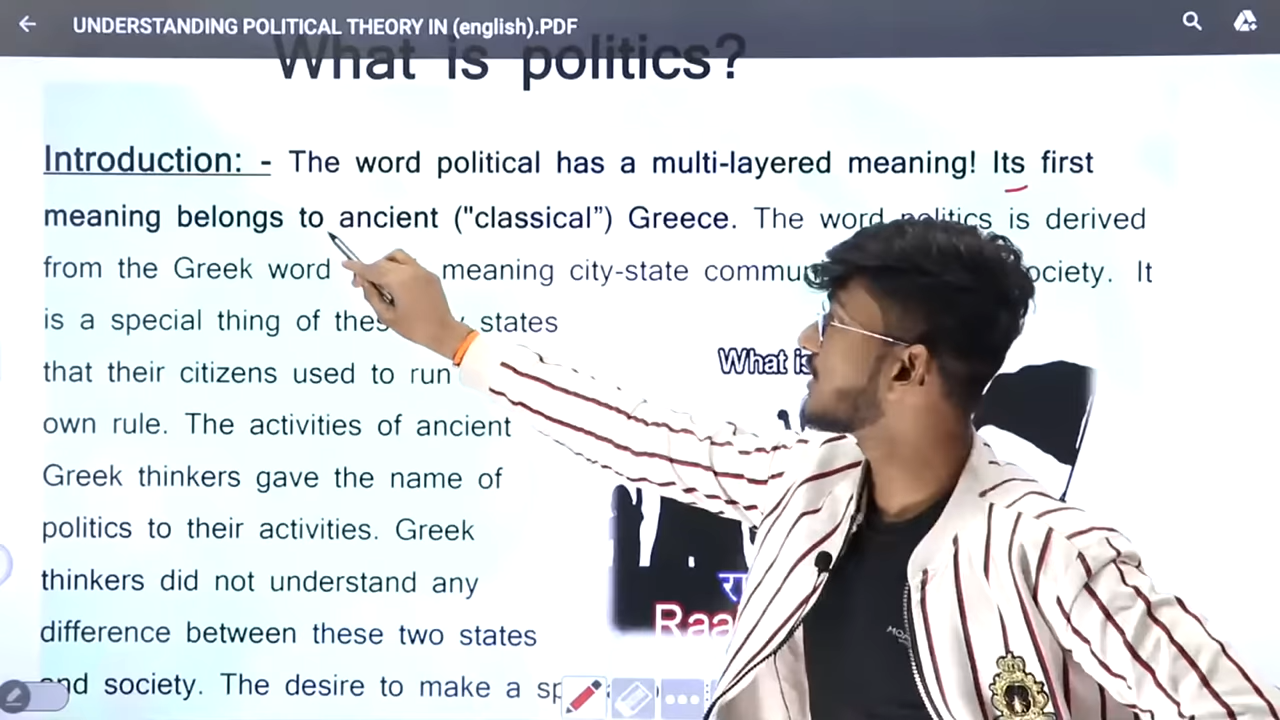 UNDERSTANDING POLITICAL THEORY IN (english).PDF
What is politics?
Introduction: - The word political has a multi-layered meaning! Its first
meaning belongs to ancient ("classical”) Greece. The word politics is derived
from the Greek word meaning city-state
society. It
is a special thing of states
that their citizens used to run
own rule. The activities of ancient
Greek thinkers gave the name of
politics to their activities. Greek
thinkers did not understand any
difference between these two states
and society. The desire to make a
What is